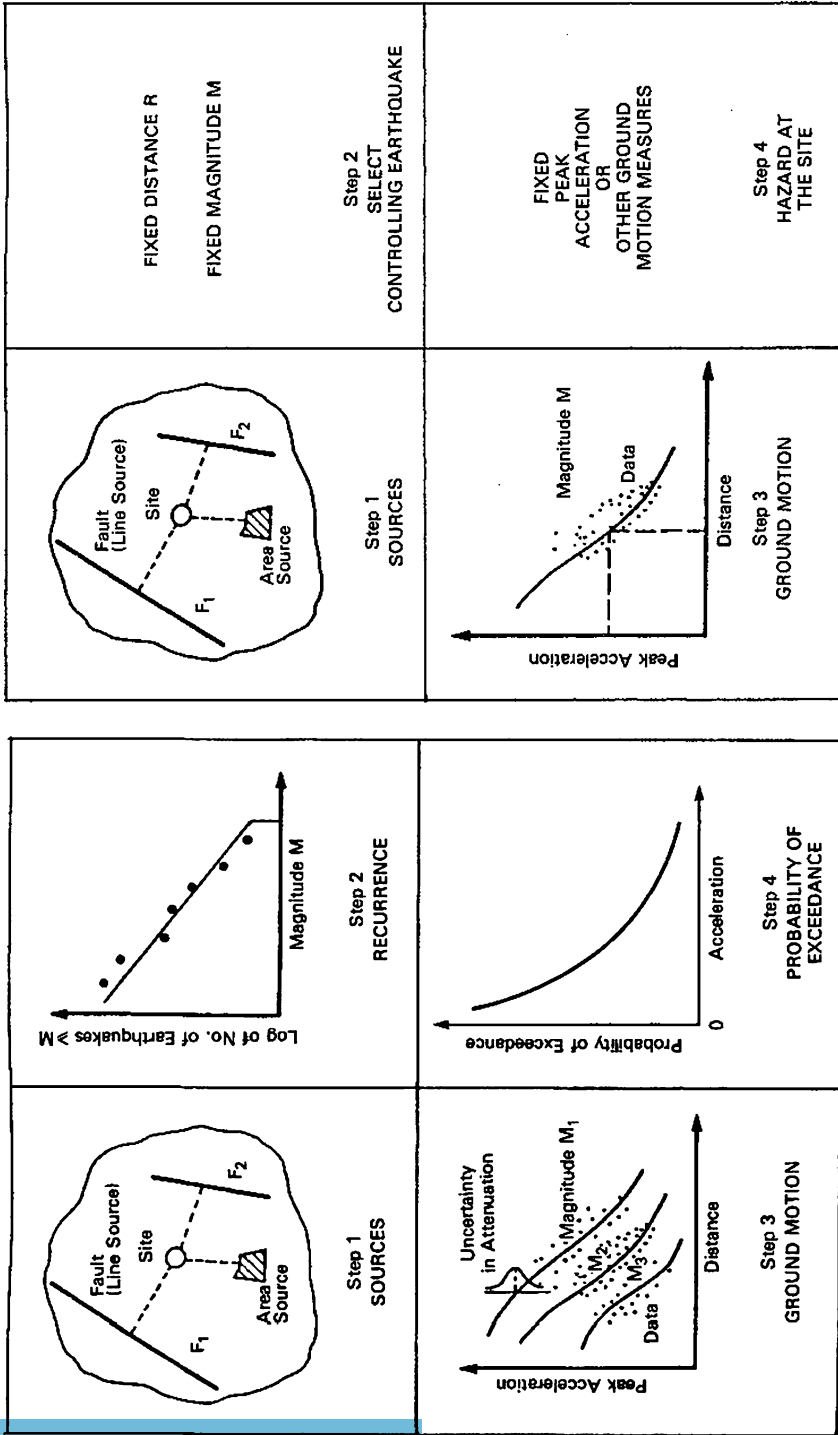 Fault
(Line Source)
Site
F1
F2
Area
Source
Step 1
SOURCES
FIXED DISTANCE R
FIXED MAGNITUDE M
Step 2
SELECT
CONTROLLING EARTHQUAKE
Peak Acceleration
Magnitude M
Data
Distance
Step 3
GROUND MOTION
FIXED
PEAK
ACCELERATION
OR
OTHER GROUND
MOTION MEASURES
Step 4
HAZARD AT
THE SITE
Fault
(Line Source)
Site
F1
F2
Area
Source
Step 1
SOURCES
Log of No. of Earthquakes ⩾ M
Magnitude M
Step 2
RECURRENCE
Uncertainty
in Attenuation
Magnitude M1
M2
M3
Data
Peak Acceleration
Distance
Step 3
GROUND MOTION
Probability of Exceedance
0
Acceleration
Step 4
PROBABILITY OF
EXCEEDANCE